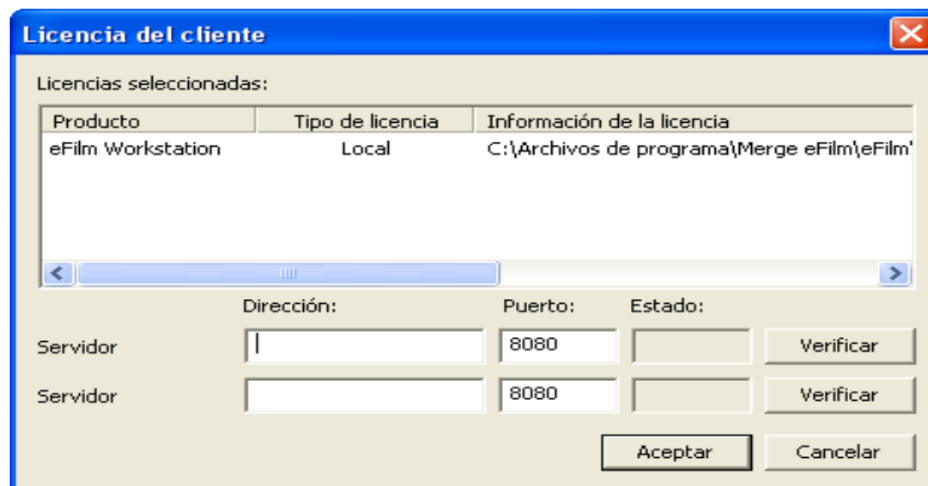 Licencia del cliente
Licencias seleccionadas:
Producto Tipo de licencia Información de la licencia
eFilm Workstation Local C:\Archivos de programa\Merge eFilm\eFilm
Dirección: Puerto: Estado:
Servidor 8080 Verificar
Servidor 8080 Verificar
Aceptar Cancelar